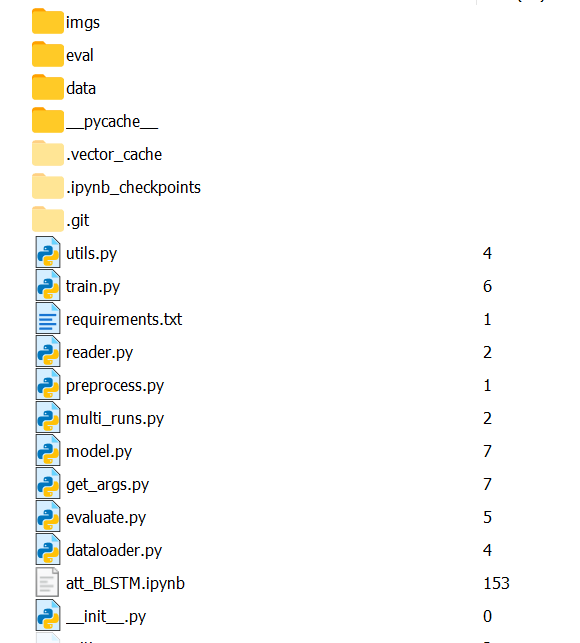 imgs
eval
data
__pycache__
.vector_cache
.ipynb_checkpoints
.git
utils.py 4
train.py 6
requirements.txt 1
reader.py 2
preprocess.py 1
multi_runs.py 2
model.py 7
get_args.py 7
evaluate.py 5
dataloader.py 4
att_BLSTM.ipynb 153
__init__.py 0